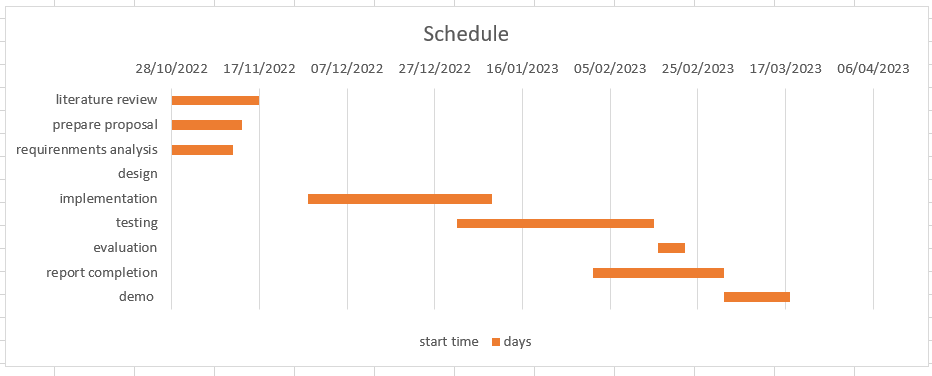 Schedule
28/10/2022 17/11/2022 07/12/2022 27/12/2022 16/01/2023 05/02/2023 25/02/2023 17/03/2023 06/04/2023
literature review
prepare proposal
requirenments analysis
design
implementation
testing
evaluation
report completion
demo
start time days